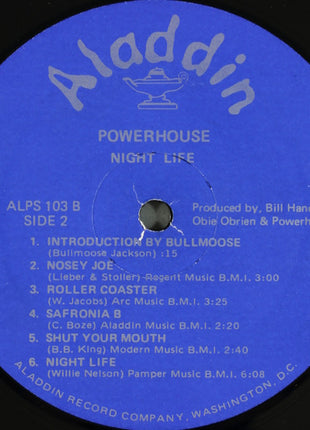 Aladdin
POWERHOUSE
NIGHT LIFE
ALPS 103 B
SIDE 2
Produced by, Bill
Obie Obrien &
1. INTRODUCTION BY BULLMOOSE
(Bullmoose Jackson) :15
2. NOSEY JOE
(Lieber & Stoller) Regent Music B.M.I. 3:00
3. ROLLER COASTER
(W. Jacobs) Arc Music B.M.I. 3:25
4. SAFRONIA B
(C. Boze) Aladdin Music B.M.I. 2:20
5. SHUT YOUR MOUTH
(B.B. King) Modern Music B.M.I. 2:40
6. NIGHT LIFE
(Willie Nelson) Pamper Music B.M.I. 6:08
ALADDIN RECORD COMPANY, WASHINGTON, D.C.